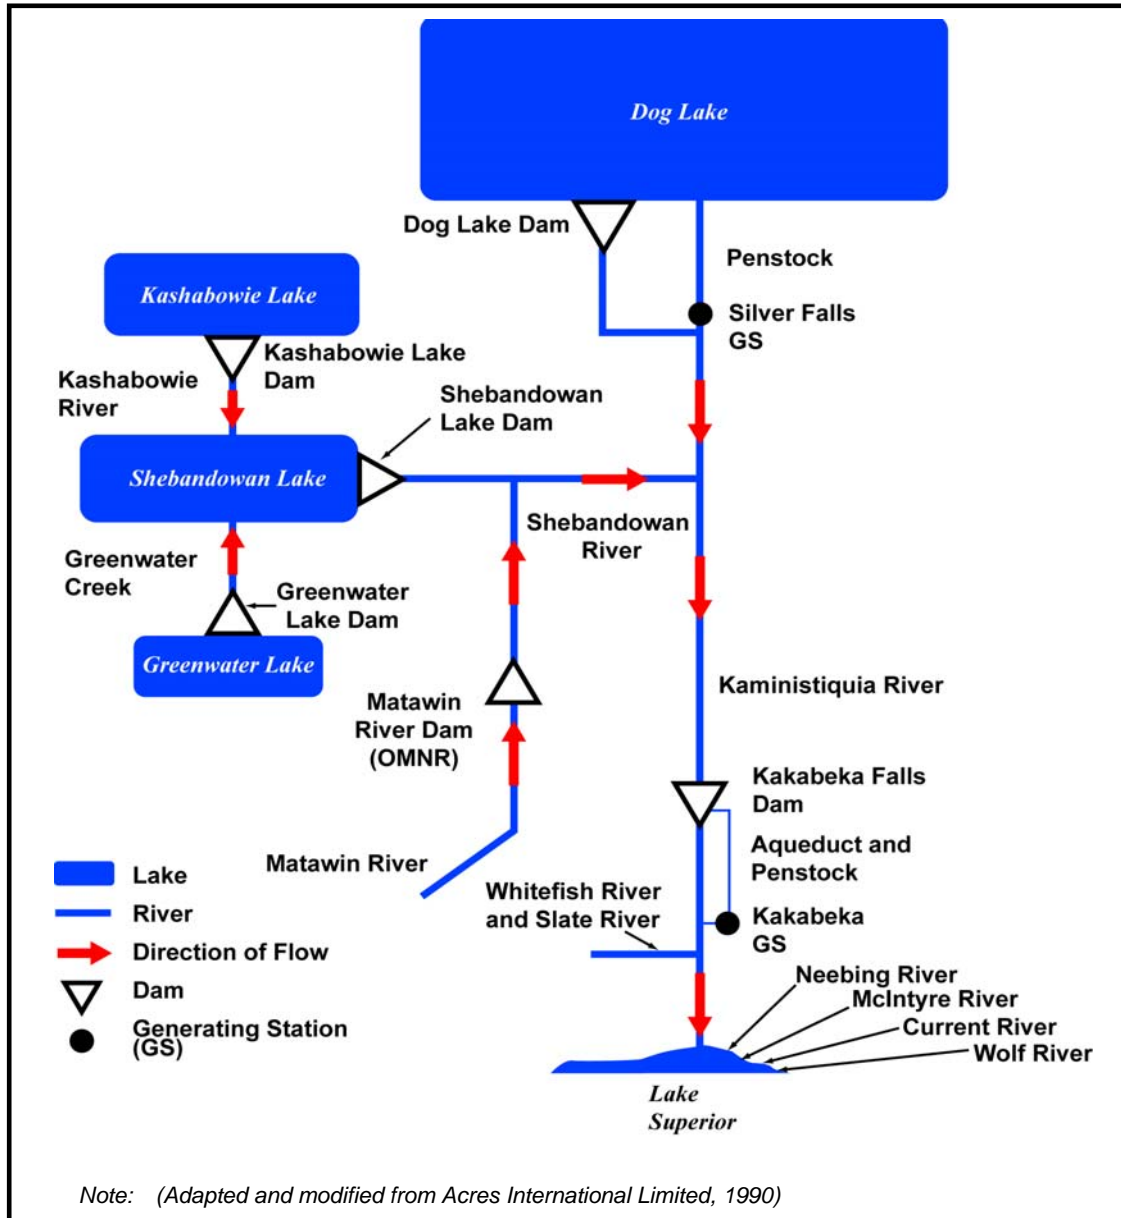 Dog Lake
Dog Lake Dam
Penstock
Silver Falls
GS
Kashabowie Lake
Kashabowie Lake
Dam
Kashabowie
River
Shebandowan
Lake Dam
Shebandowan Lake
Shebandowan
River
Greenwater
Creek
Greenwater
Lake Dam
Greenwater Lake
Matawin
River Dam
(OMNR)
Kaministiquia River
Kakabeka Falls
Dam
Aqueduct and
Penstock
Matawin River
Whitefish River
and Slate River
Kakabeka
GS
Lake
River
Direction of Flow
Dam
Generating Station
(GS)
Neebing River
McIntyre River
Current River
Wolf River
Lake
Superior
Note: (Adapted and modified from Acres International Limited, 1990)